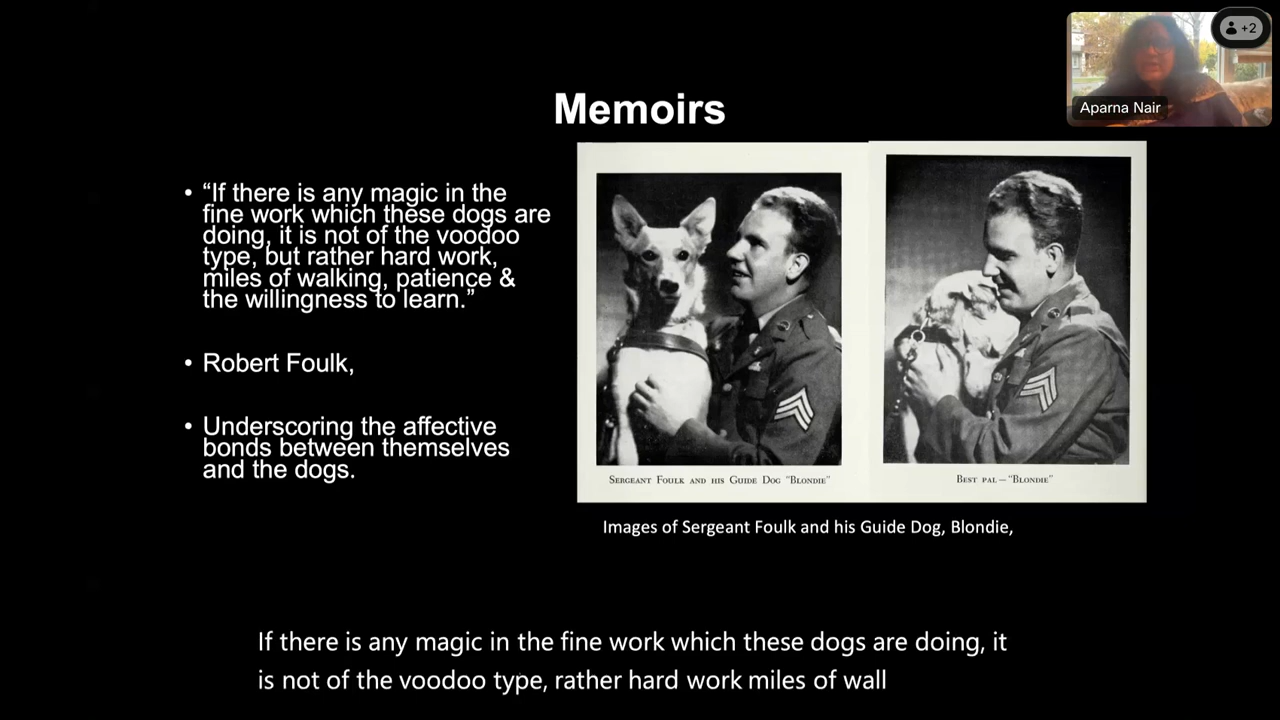 +2
Aparna Nair
Memoirs
• “If there is any magic in the
fine work which these dogs are
doing, it is not of the voodoo
type, but rather hard work,
miles of walking, patience &
the willingness to learn.”
• Robert Foulk,
• Underscoring the affective
bonds between themselves
and the dogs.
Sergeant Foulk and his Guide Dog "Blondie"
Best pal—"Blondie"
Images of Sergeant Foulk and his Guide Dog, Blondie,
If there is any magic in the fine work which these dogs are doing, it
is not of the voodoo type, rather hard work miles of wall